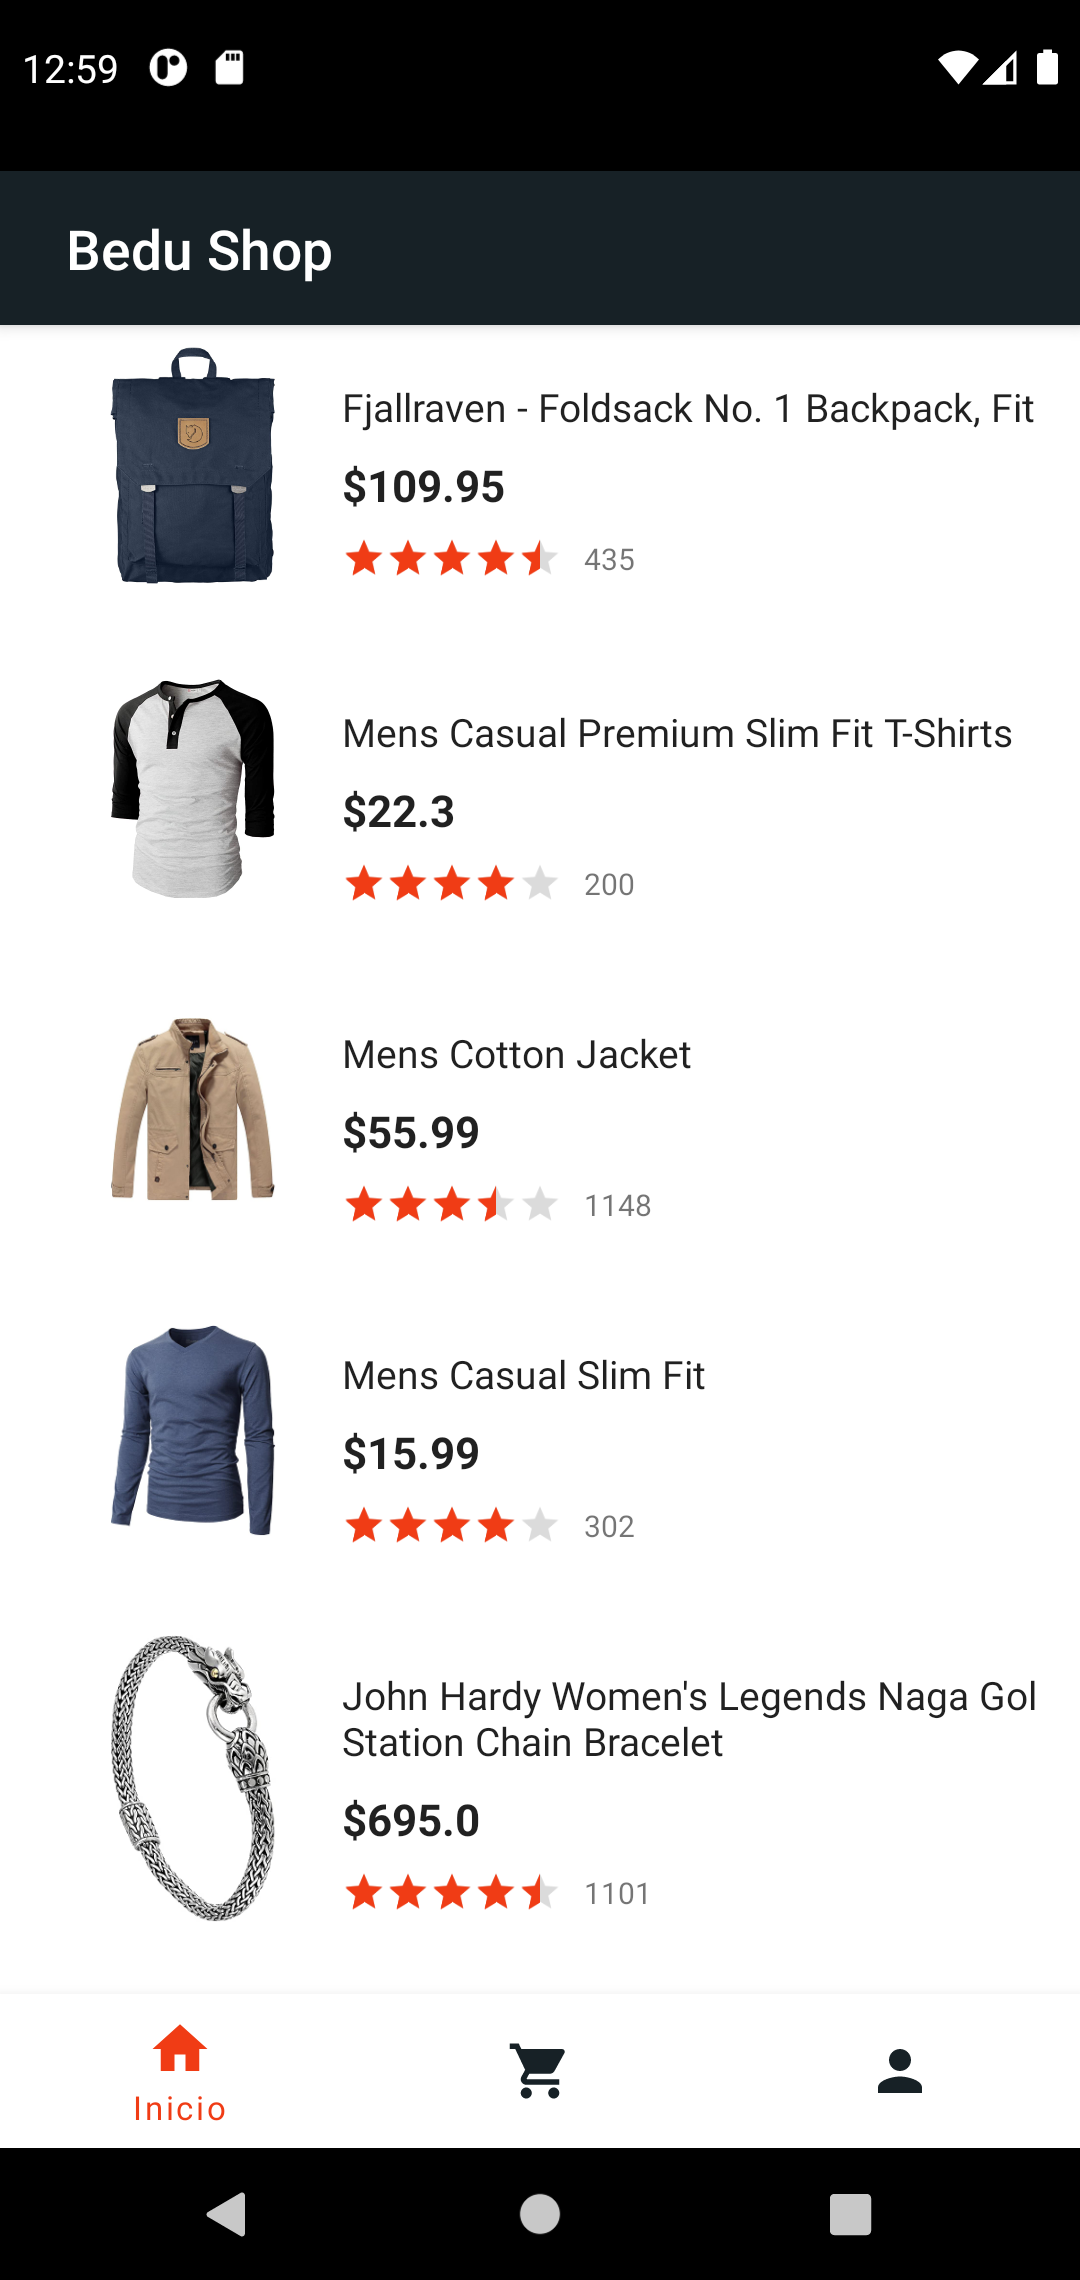 12:59
Bedu Shop
Fjallraven - Foldsack No. 1 Backpack, Fit
$109.95
435
Mens Casual Premium Slim Fit T-Shirts
$22.3
200
Mens Cotton Jacket
$55.99
1148
Mens Casual Slim Fit
$15.99
302
John Hardy Women's Legends Naga Gol
Station Chain Bracelet
$695.0
1101
Inicio